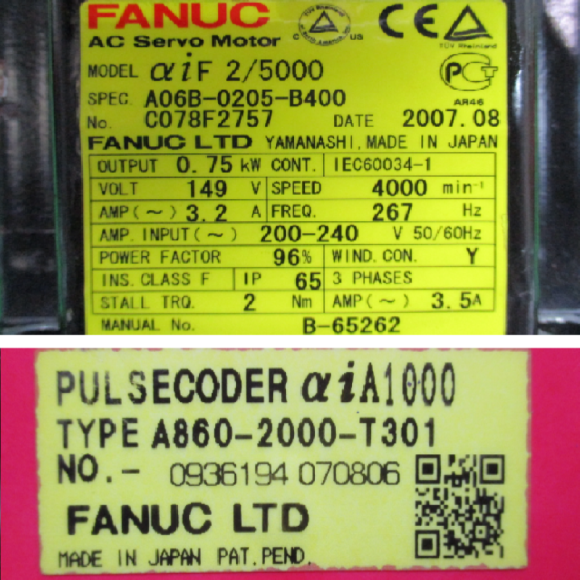 FANUC
AC Servo Motor
C US
TÜV Rheinland
MODEL αiF 2/5000
SPEC. A06B-0205-B400
AR46
No. C078F2757 DATE 2007.08
FANUC LTD YAMANASHI, MADE IN JAPAN
OUTPUT 0.75 kW CONT. IEC60034-1
VOLT 149 V SPEED 4000 min⁻¹
AMP (~) 3.2 A FREQ. 267 Hz
AMP. INPUT (~) 200-240 V 50/60Hz
POWER FACTOR 96% WIND. CON. Y
INS. CLASS F IP 65 3 PHASES
STALL TRQ. 2 Nm AMP (~) 3.5A
MANUAL No. B-65262
PULSECODER αiA1000
TYPE A860-2000-T301
NO.- 0936194 070806
FANUC LTD
MADE IN JAPAN PAT. PEND.